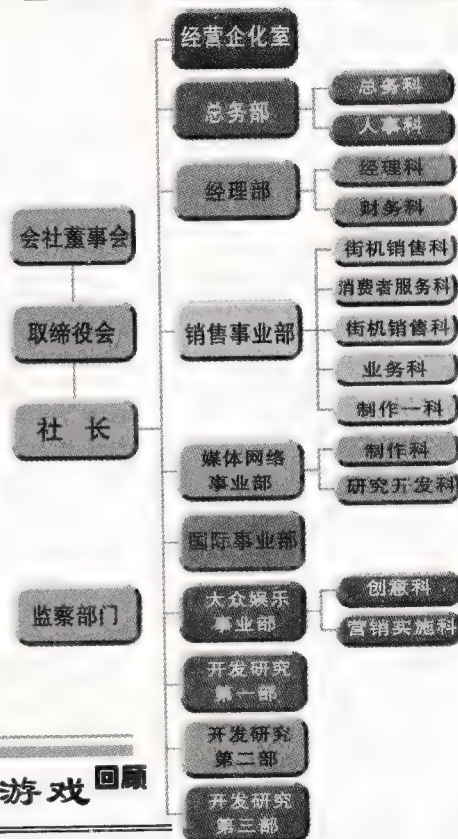 会社董事会
取缔役会
社 长
监察部门
经营企化室
总务部
总务科
人事科
经理部
经理科
财务科
销售事业部
街机销售科
消费者服务科
街机销售科
业务科
制作一科
媒体网络
事业部
制作科
研究开发科
国际事业部
大众娱乐
事业部
创意科
营销实施科
开发研究
第一部
开发研究
第二部
开发研究
第三部
游戏 回顾